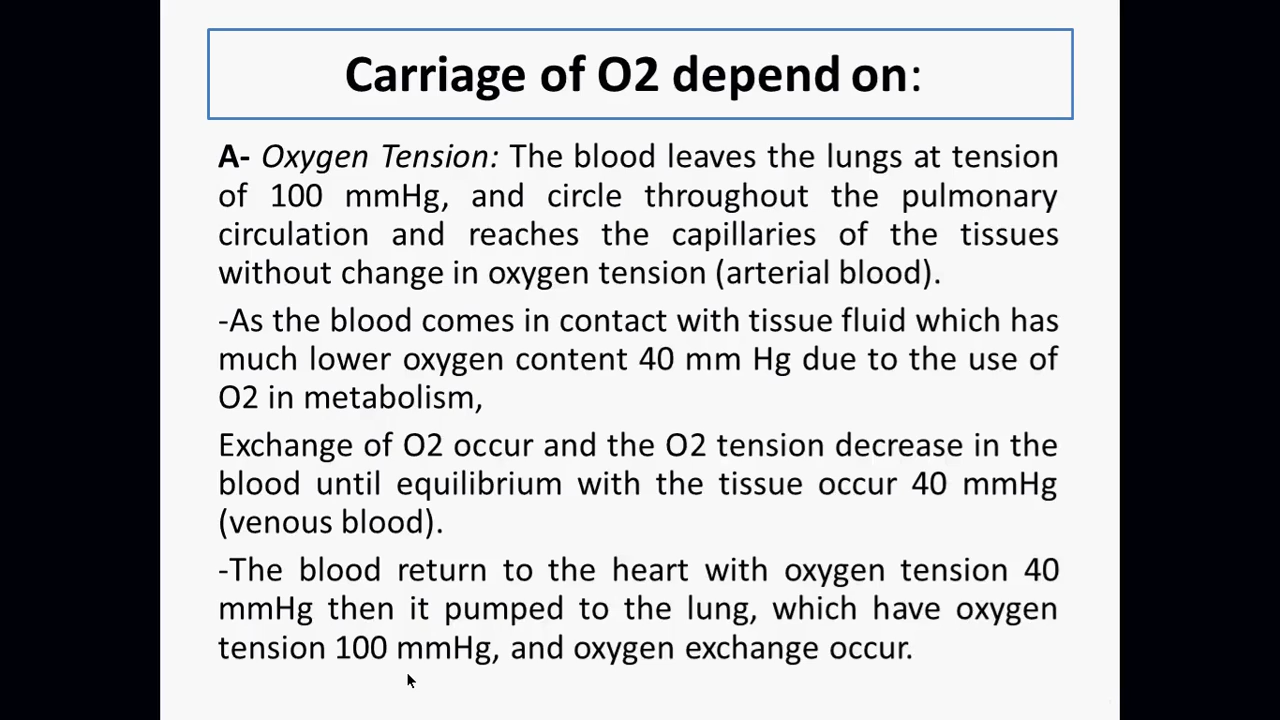 Carriage of O2 depend on:
A- Oxygen Tension: The blood leaves the lungs at tension
of 100 mmHg, and circle throughout the pulmonary
circulation and reaches the capillaries of the tissues
without change in oxygen tension (arterial blood).
-As the blood comes in contact with tissue fluid which has
much lower oxygen content 40 mm Hg due to the use of
O2 in metabolism,
Exchange of O2 occur and the O2 tension decrease in the
blood until equilibrium with the tissue occur 40 mmHg
(venous blood).
-The blood return to the heart with oxygen tension 40
mmHg then it pumped to the lung, which have oxygen
tension 100 mmHg, and oxygen exchange occur.